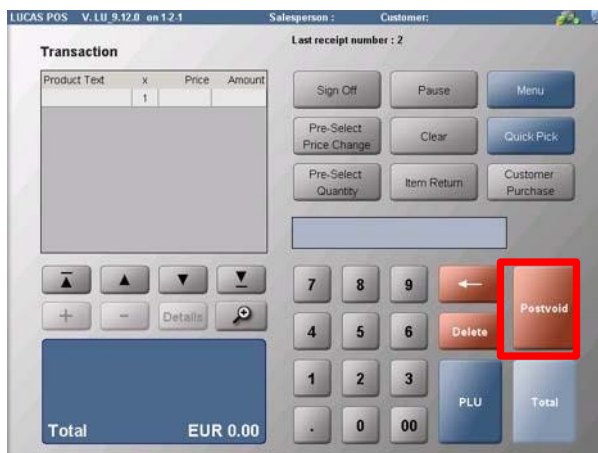 LUCAS POS V. LU_9.12.0 on 1-2-1 Salesperson : Customer:
Last receipt number : 2
Transaction
Product Text x Price Amount
1
Sign Off Pause Menu
Pre-Select
Price Change
Clear
Quick Pick
Pre-Select
Quantity
Item Return
Customer
Purchase
7 8 9
Postvoid
+ - Details
4 5 6 Delete
1 2 3
PLU
Total
. 0 00
Total EUR 0.00